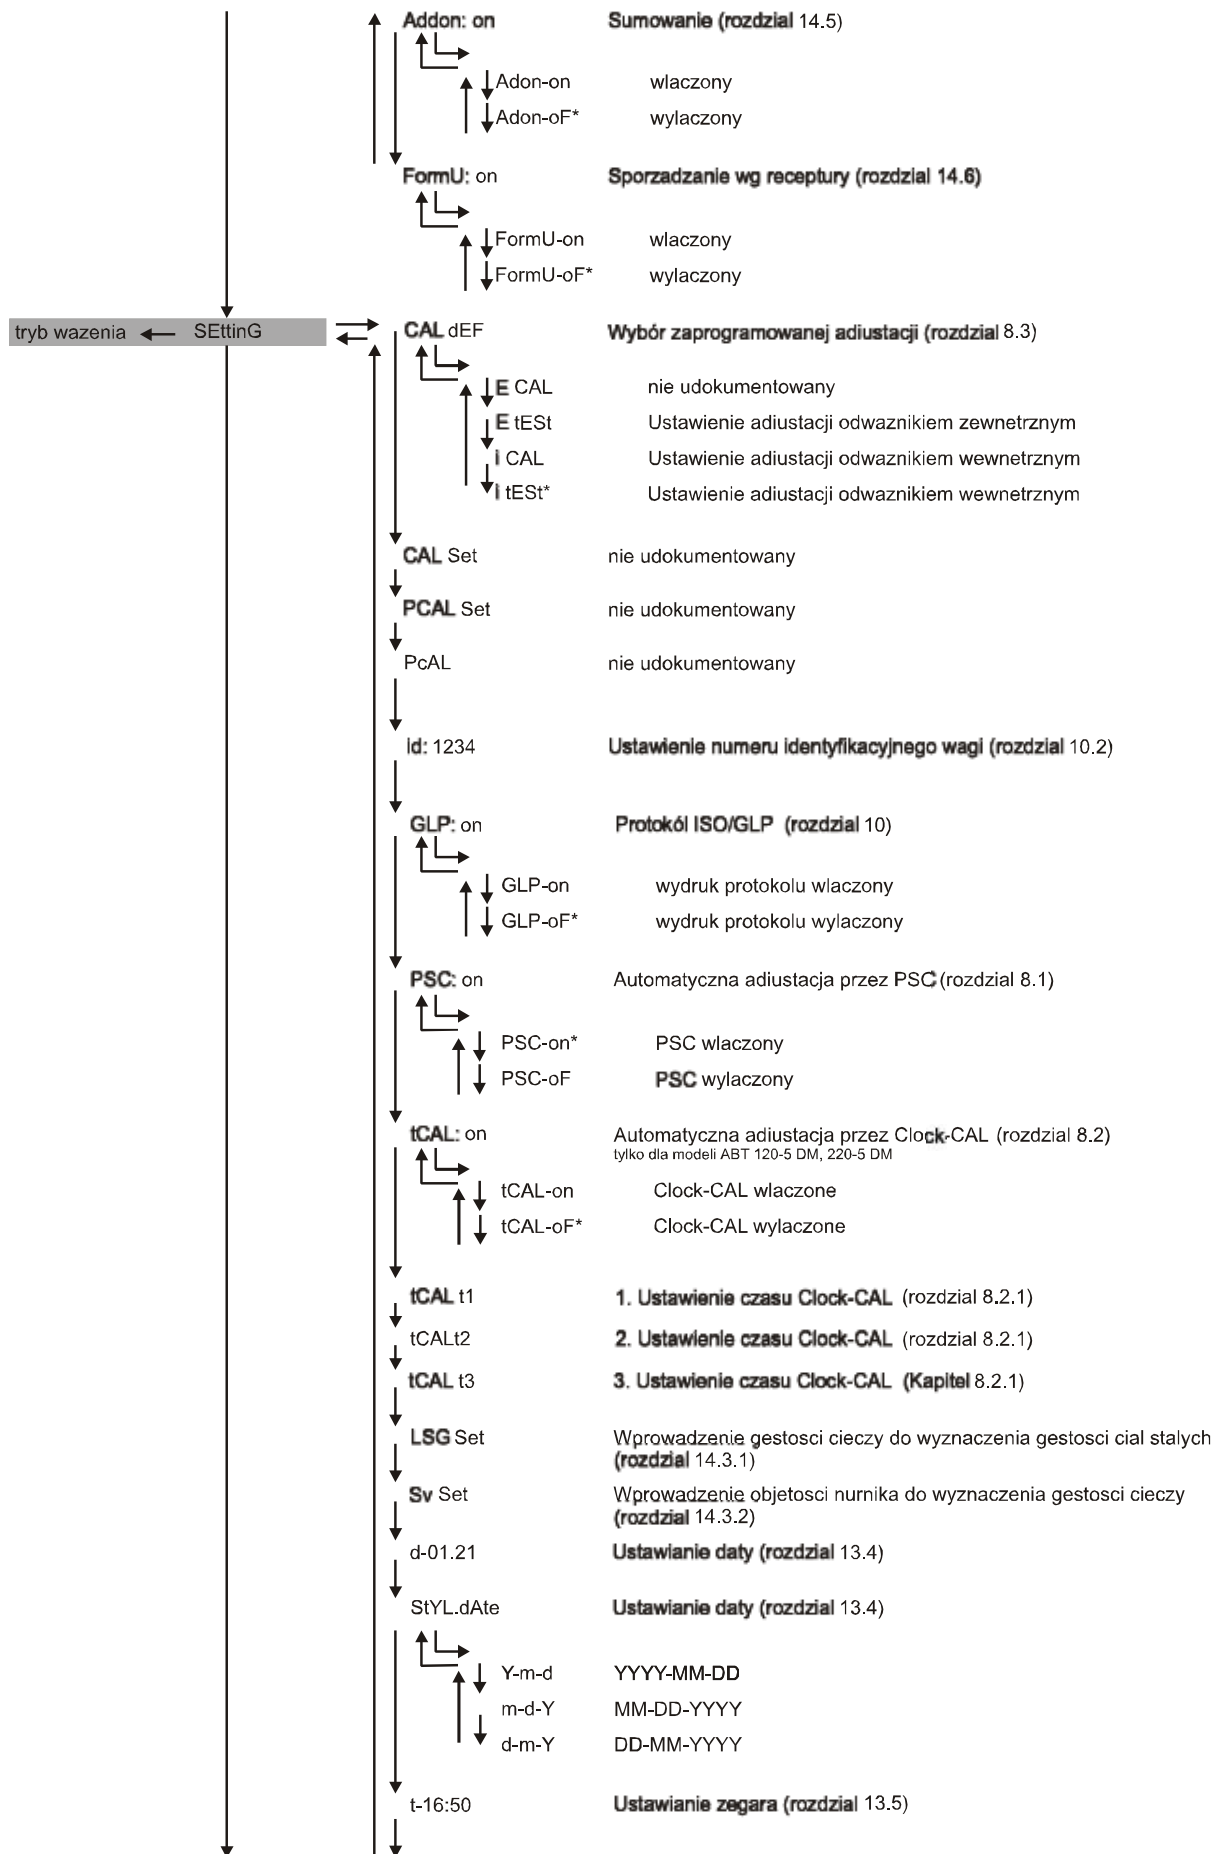 Addon: on Sumowanie (rozdzial 14.5)
Adon-on wlaczony
Adon-oF* wylaczony
FormU: on Sporzadzanie wg receptury (rozdzial 14.6)
FormU-on wlaczony
FormU-oF* wylaczony
tryb wazenia SEttinG CAL dEF Wybór zaprogramowanej adiustacji (rozdzial 8.3)
E CAL nie udokumentowany
E tESt Ustawienie adiustacji odwaznikiem zewnetrznym
i CAL Ustawienie adiustacji odwaznikiem wewnetrznym
i tESt* Ustawienie adiustacji odwaznikiem wewnetrznym
CAL Set nie udokumentowany
PCAL Set nie udokumentowany
PcAL nie udokumentowany
id: 1234 Ustawienie numeru identyfikacyjnego wagi (rozdzial 10.2)
GLP: on Protokól ISO/GLP (rozdzial 10)
GLP-on wydruk protokolu wlaczony
GLP-oF* wydruk protokolu wylaczony
PSC: on Automatyczna adiustacja przez PSC (rozdzial 8.1)
PSC-on* PSC wlaczony
PSC-oF PSC wylaczony
tCAL: on Automatyczna adiustacja przez Clock-CAL (rozdzial 8.2)
tylko dla modeli ABT 120-5 DM, 220-5 DM
tCAL-on Clock-CAL wlaczone
tCAL-oF* Clock-CAL wylaczone
tCAL t1 1. Ustawienie czasu Clock-CAL (rozdzial 8.2.1)
tCALt2 2. Ustawienie czasu Clock-CAL (rozdzial 8.2.1)
tCAL t3 3. Ustawienie czasu Clock-CAL (Kapitel 8.2.1)
LSG Set Wprowadzenie gestosci cieczy do wyznaczenia gestosci cial stalych
(rozdzial 14.3.1)
Sv Set Wprowadzenie objetosci nurnika do wyznaczenia gestosci cieczy
(rozdzial 14.3.2)
d-01.21 Ustawianie daty (rozdzial 13.4)
StYL.dAte Ustawianie daty (rozdzial 13.4)
Y-m-d YYYY-MM-DD
m-d-Y MM-DD-YYYY
d-m-Y DD-MM-YYYY
t-16:50 Ustawianie zegara (rozdzial 13.5)